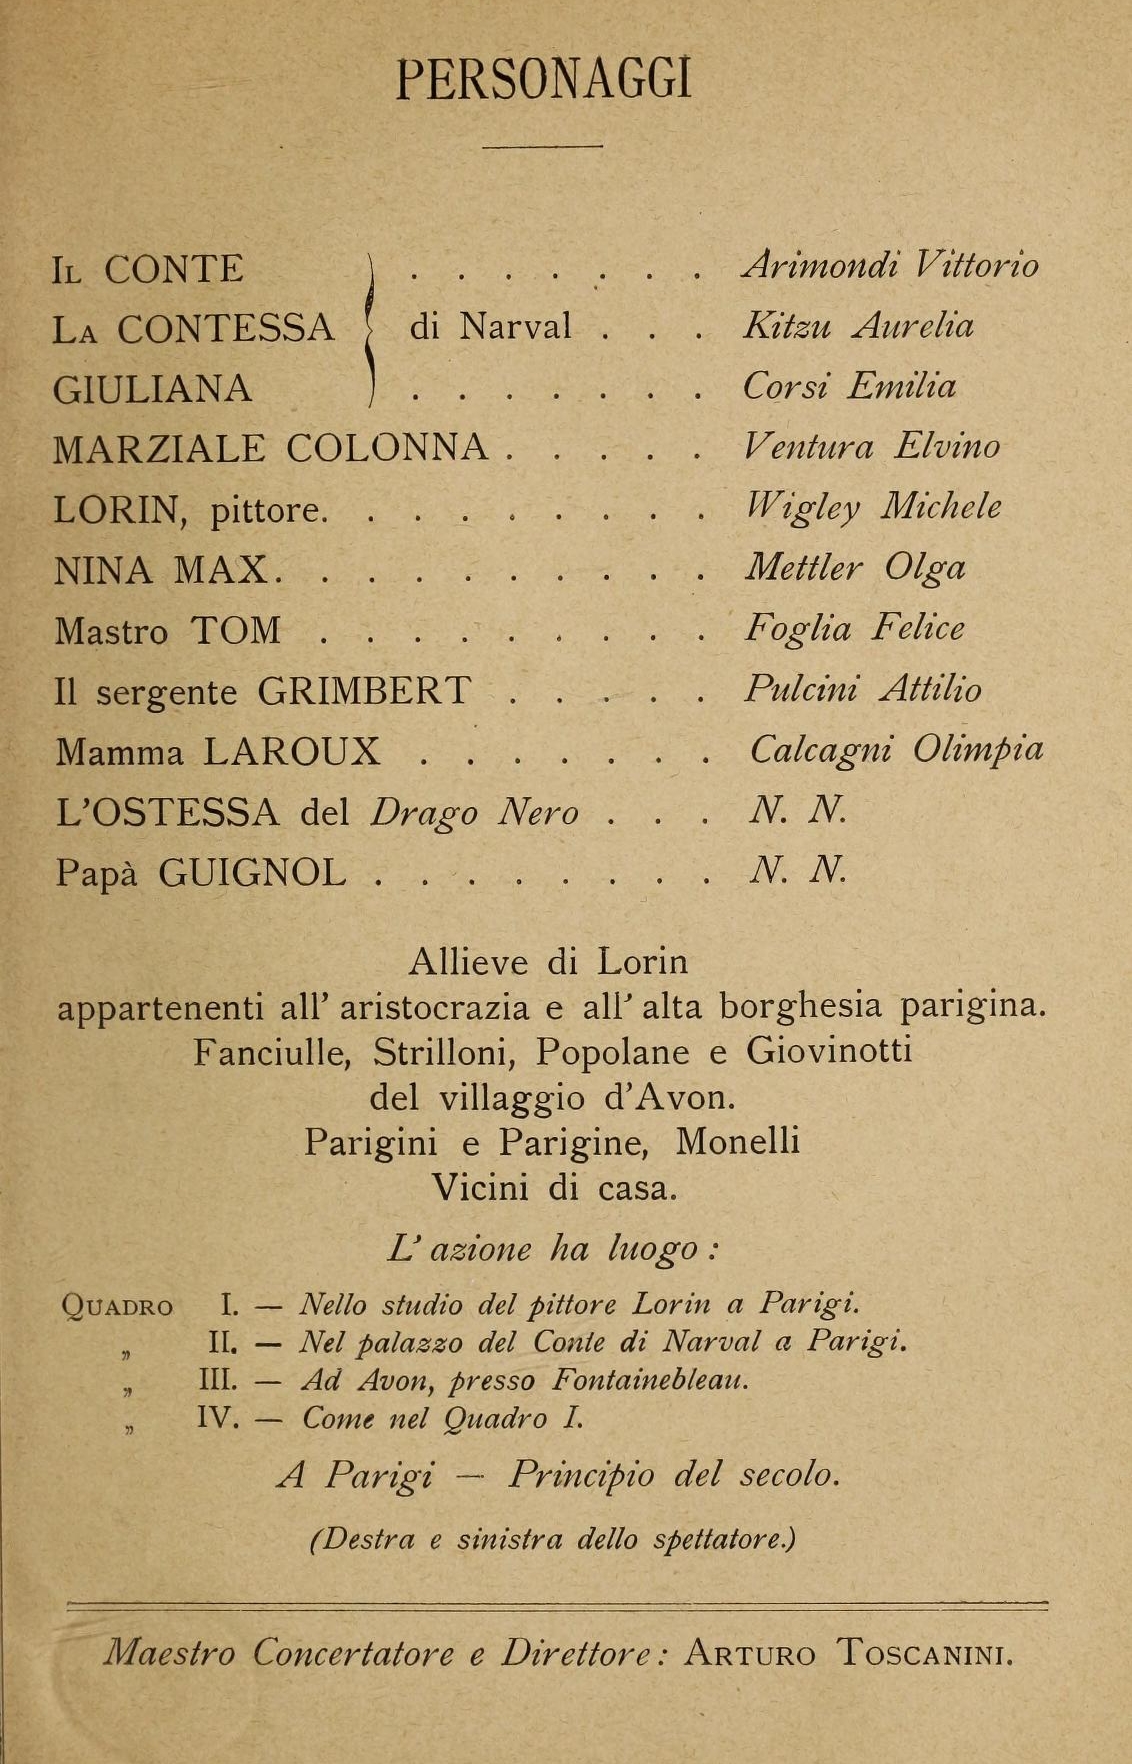 PERSONAGGI
IL CONTE . . . . . . . Arimondi Vittorio
LA CONTESSA di Narval . . . Kitzu Aurelia
GIULIANA . . . . . . . Corsi Emilia
MARZIALE COLONNA . . . . . Ventura Elvino
LORIN, pittore. . . . . . . . . Wigley Michele
NINA MAX. . . . . . . . . . Mettler Olga
Mastro TOM . . . . . . . . . Foglia Felice
Il sergente GRIMBERT . . . . . Pulcini Attilio
Mamma LAROUX . . . . . . . Calcagni Olimpia
L'OSTESSA del Drago Nero . . . N. N.
Papà GUIGNOL . . . . . . . . N. N.
Allieve di Lorin
appartenenti all' aristocrazia e all' alta borghesia parigina.
Fanciulle, Strilloni, Popolane e Giovinotti
del villaggio d'Avon.
Parigini e Parigine, Monelli
Vicini di casa.
L' azione ha luogo :
QUADRO I. — Nello studio del pittore Lorin a Parigi.
„ II. — Nel palazzo del Conte di Narval a Parigi.
„ III. — Ad Avon, presso Fontainebleau.
„ IV. — Come nel Quadro I.
A Parigi — Principio del secolo.
(Destra e sinistra dello spettatore.)
Maestro Concertatore e Direttore: ARTURO TOSCANINI.